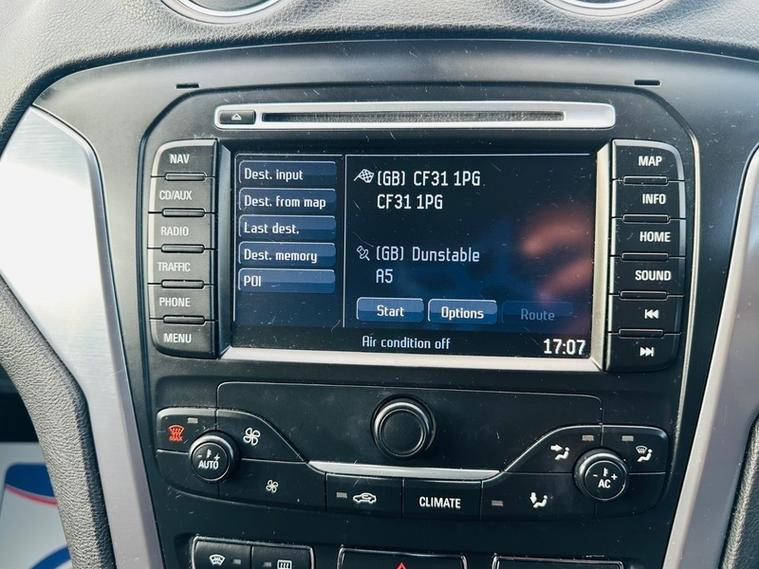 NAV
CD/AUX
RADIO
TRAFFIC
PHONE
MENU
Dest. input
Dest. from map
Last dest.
Dest. memory
POI
(GB) CF31 1PG
CF31 1PG
(GB) Dunstable
A5
Start
Options
Route
Air condition off
17:07
MAP
INFO
HOME
SOUND
AUTO
CLIMATE
AC